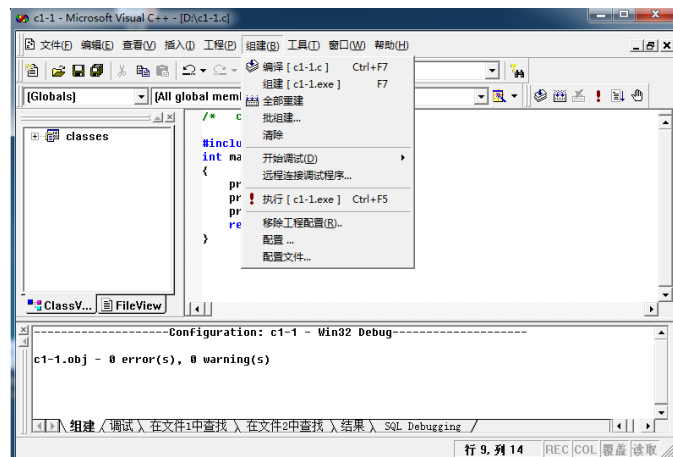 c1-1 - Microsoft Visual C++ - [D:\c1-1.c]
文件(F) 编辑(E) 查看(V) 插入(I) 工程(P) 组建(B) 工具(T) 窗口(W) 帮助(H)
[Globals] [All global mem
编译 [ c1-1.c ] Ctrl+F7
组建 [ c1-1.exe ] F7
全部重建
批组建...
清除
开始调试(D)
远程连接调试程序...
执行 [ c1-1.exe ] Ctrl+F5
移除工程配置(R)..
配置 ...
配置文件...
classes
/* c
#inclu
int ma
{
pr
pr
pr
re
}
ClassV... FileView
--------------------Configuration: c1-1 - Win32 Debug--------------------
c1-1.obj - 0 error(s), 0 warning(s)
组建 调试 在文件1中查找 在文件2中查找 结果 SQL Debugging
行 9, 列 14 REC COL 覆盖 读取